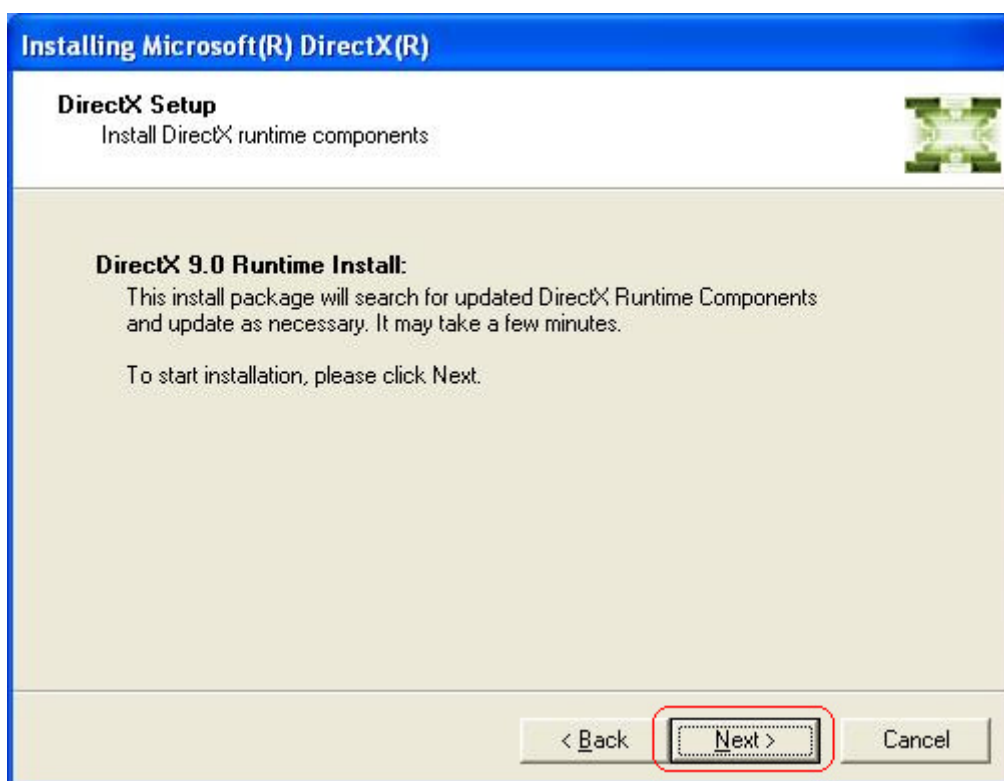 Installing Microsoft(R) DirectX(R)
DirectX Setup
Install DirectX runtime components
DirectX 9.0 Runtime Install:
This install package will search for updated DirectX Runtime Components
and update as necessary. It may take a few minutes.
To start installation, please click Next.
< Back
Next >
Cancel